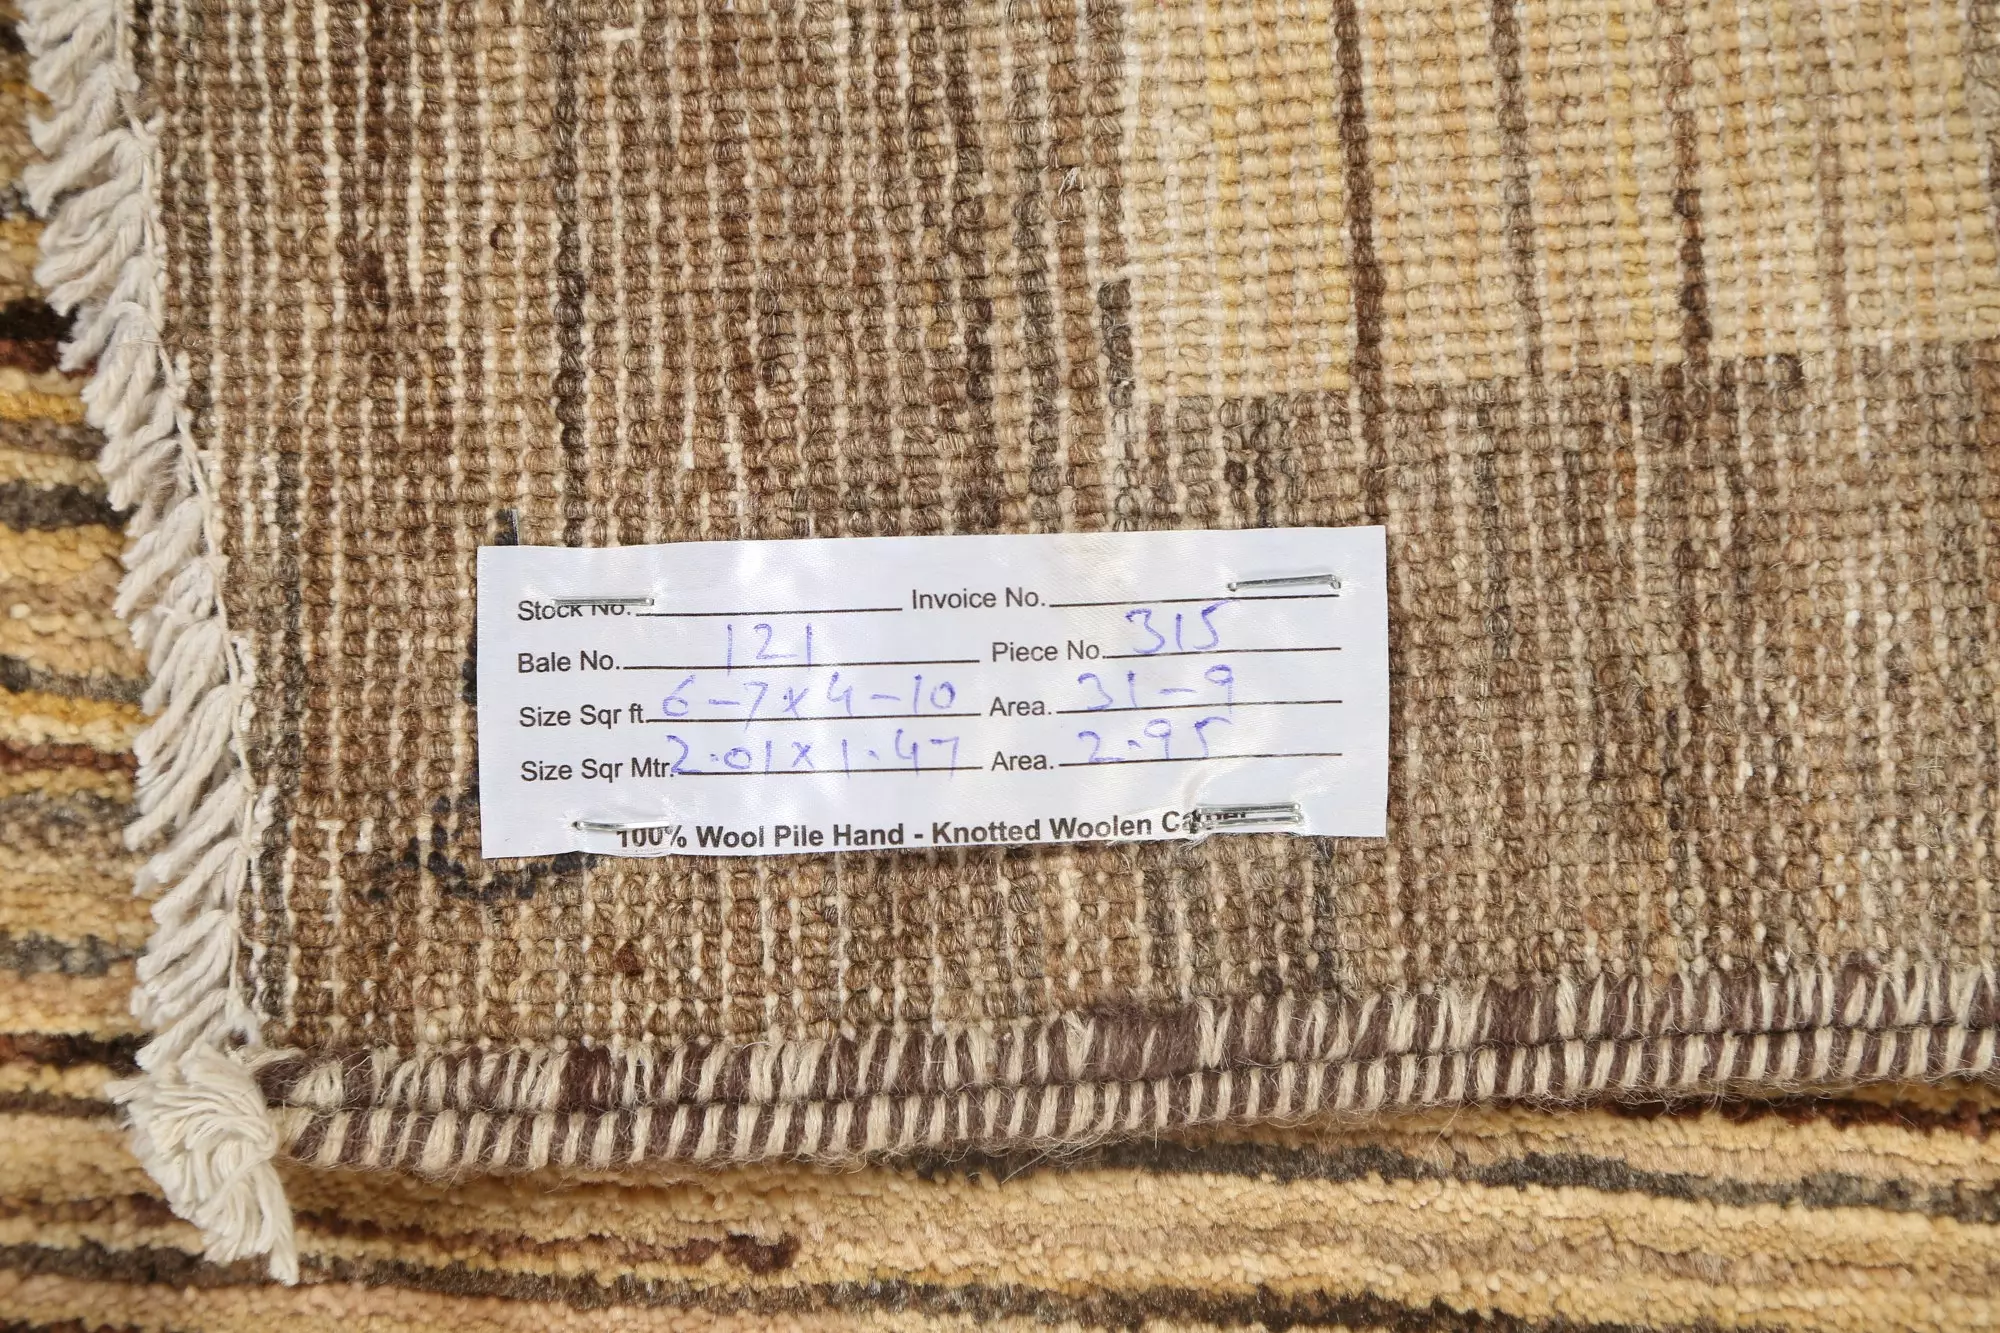 Stock No. Invoice No.
Bale No. 121 Piece No. 315
Size Sqr ft. 6-7x4-10 Area. 31-9
Size Sqr Mtr. 2.01x1.47 Area. 2.95
100% Wool Pile Hand - Knotted Woolen Carpet